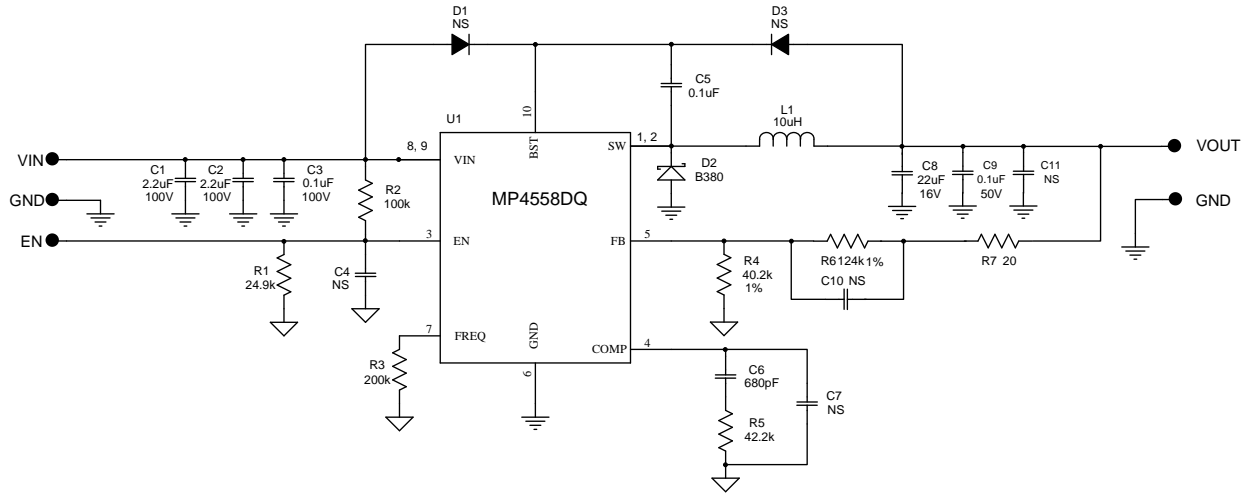 D1
NS
D3
NS
C5
0.1uF
L1
10uH
U1
10
8, 9
1, 2
VIN
BST
SW
VIN
VOUT
C1
2.2uF
100V
C2
2.2uF
100V
C3
0.1uF
100V
R2
100k
MP4558DQ
D2
B380
C8
22uF
16V
C9
0.1uF
50V
C11
NS
GND
GND
EN
3
EN
FB
5
R1
24.9k
C4
NS
R4
40.2k
1%
R6
124k
1%
C10 NS
R7 20
7
FREQ
GND
6
COMP
4
R3
200k
C6
680pF
C7
NS
R5
42.2k